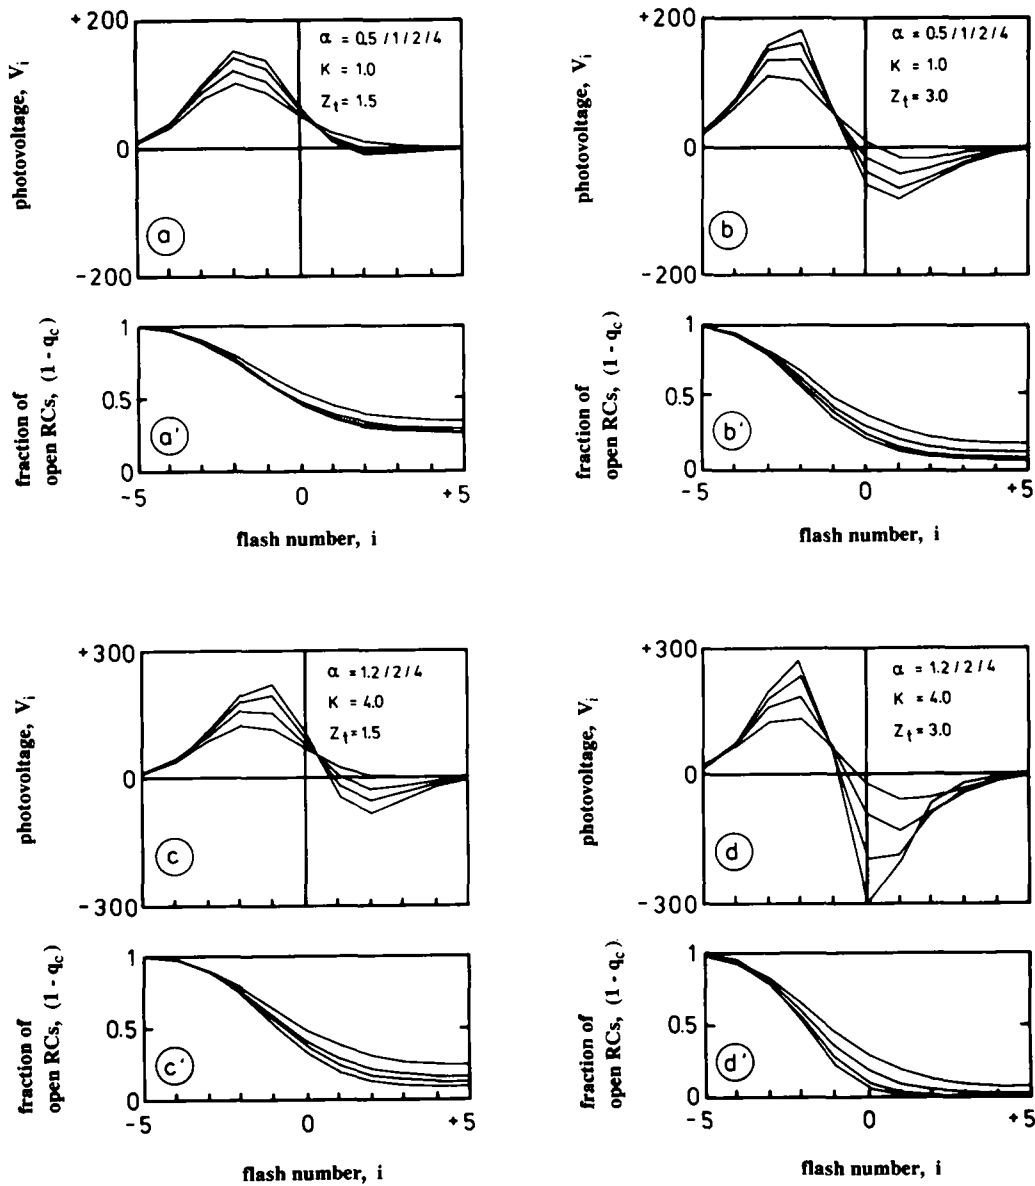 +200
0
-200
photovoltage, Vᵢ
α = 0.5 / 1 / 2 / 4
K = 1.0
Zₜ = 1.5
a
1
0.5
0
fraction of
open RCs, (1 - q꜀)
a'
-5
0
+5
flash number, i
+200
0
-200
photovoltage, Vᵢ
α = 0.5 / 1 / 2 / 4
K = 1.0
Zₜ = 3.0
b
1
0.5
0
fraction of
open RCs, (1 - q꜀)
b'
-5
0
+5
flash number, i
+300
0
-300
photovoltage, Vᵢ
α = 1.2 / 2 / 4
K = 4.0
Zₜ = 1.5
c
1
0.5
0
fraction of
open RCs, (1 - q꜀)
c'
-5
0
+5
flash number, i
+300
0
-300
photovoltage, Vᵢ
α = 1.2 / 2 / 4
K = 4.0
Zₜ = 3.0
d
1
0.5
0
fraction of
open RCs, (1 - q꜀)
d'
-5
0
+5
flash number, i